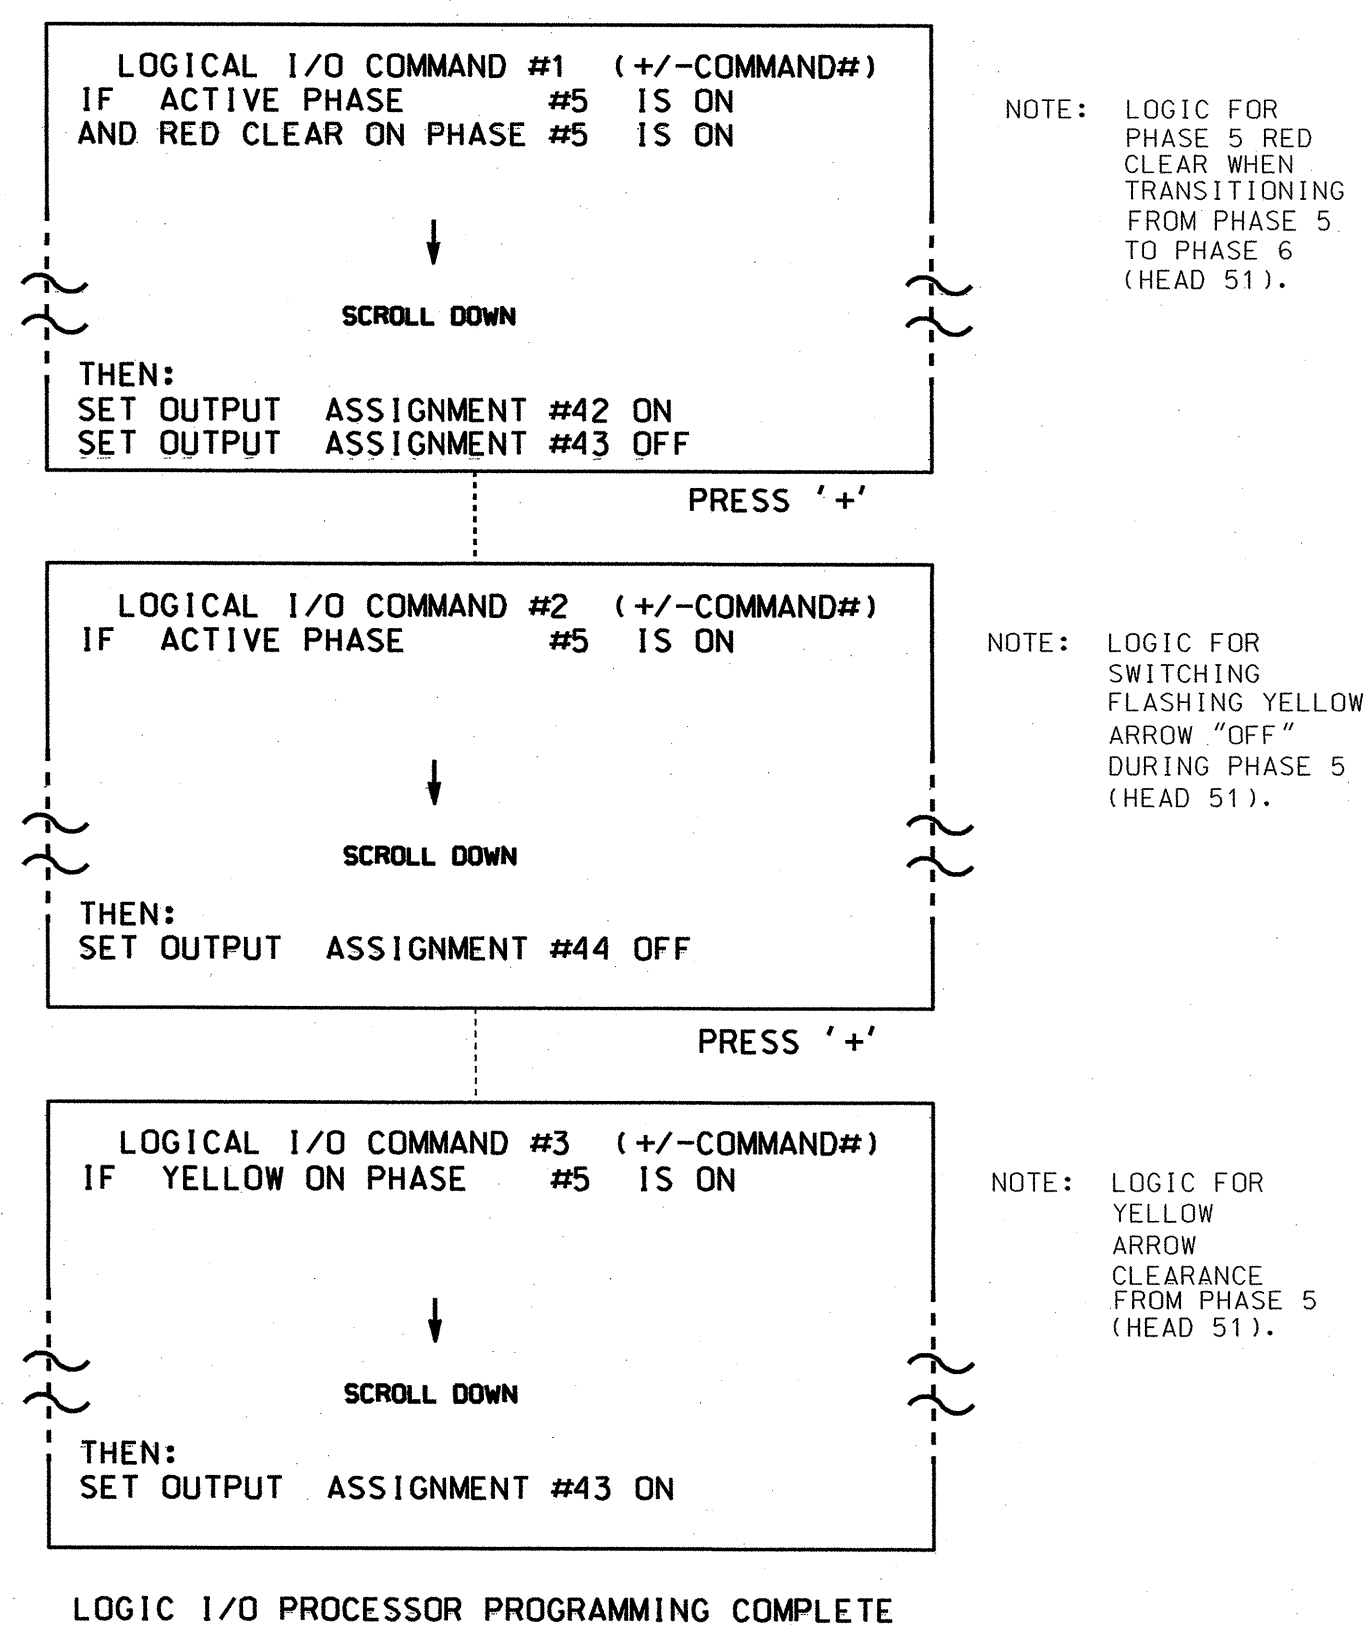 LOGICAL I/O COMMAND #1 (+/-COMMAND#)
IF ACTIVE PHASE #5 IS ON
AND RED CLEAR ON PHASE #5 IS ON
SCROLL DOWN
THEN:
SET OUTPUT ASSIGNMENT #42 ON
SET OUTPUT ASSIGNMENT #43 OFF
NOTE: LOGIC FOR
PHASE 5 RED
CLEAR WHEN
TRANSITIONING
FROM PHASE 5
TO PHASE 6
(HEAD 51).
PRESS '+'
LOGICAL I/O COMMAND #2 (+/-COMMAND#)
IF ACTIVE PHASE #5 IS ON
SCROLL DOWN
THEN:
SET OUTPUT ASSIGNMENT #44 OFF
NOTE: LOGIC FOR
SWITCHING
FLASHING YELLOW
ARROW "OFF"
DURING PHASE 5
(HEAD 51).
PRESS '+'
LOGICAL I/O COMMAND #3 (+/-COMMAND#)
IF YELLOW ON PHASE #5 IS ON
SCROLL DOWN
THEN:
SET OUTPUT ASSIGNMENT #43 ON
NOTE: LOGIC FOR
YELLOW
ARROW
CLEARANCE
FROM PHASE 5
(HEAD 51).
LOGIC I/O PROCESSOR PROGRAMMING COMPLETE